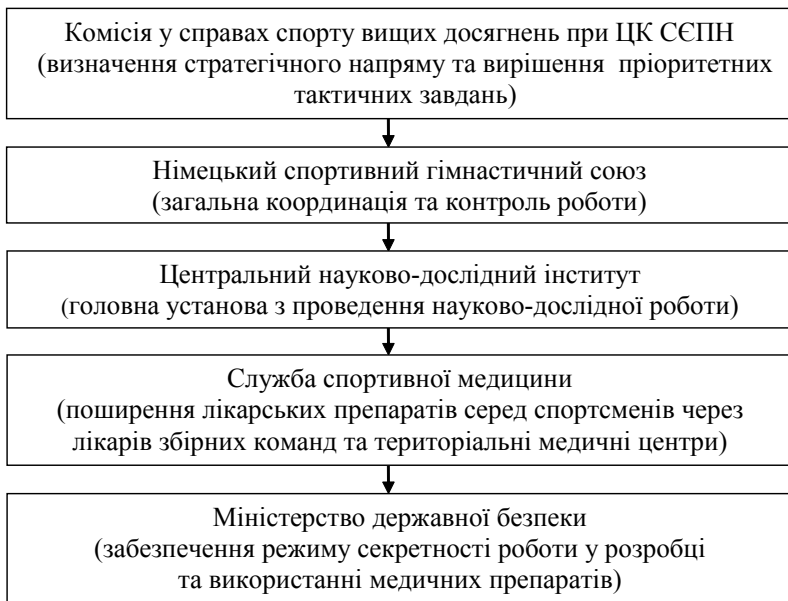 Комісія у справах спорту вищих досягнень при ЦК СЄПН
(визначення стратегічного напряму та вирішення пріоритетних
тактичних завдань)
Німецький спортивний гімнастичний союз
(загальна координація та контроль роботи)
Центральний науково-дослідний інститут
(головна установа з проведення науково-дослідної роботи)
Служба спортивної медицини
(поширення лікарських препаратів серед спортсменів через
лікарів збірних команд та територіальні медичні центри)
Міністерство державної безпеки
(забезпечення режиму секретності роботи у розробці
та використанні медичних препаратів)